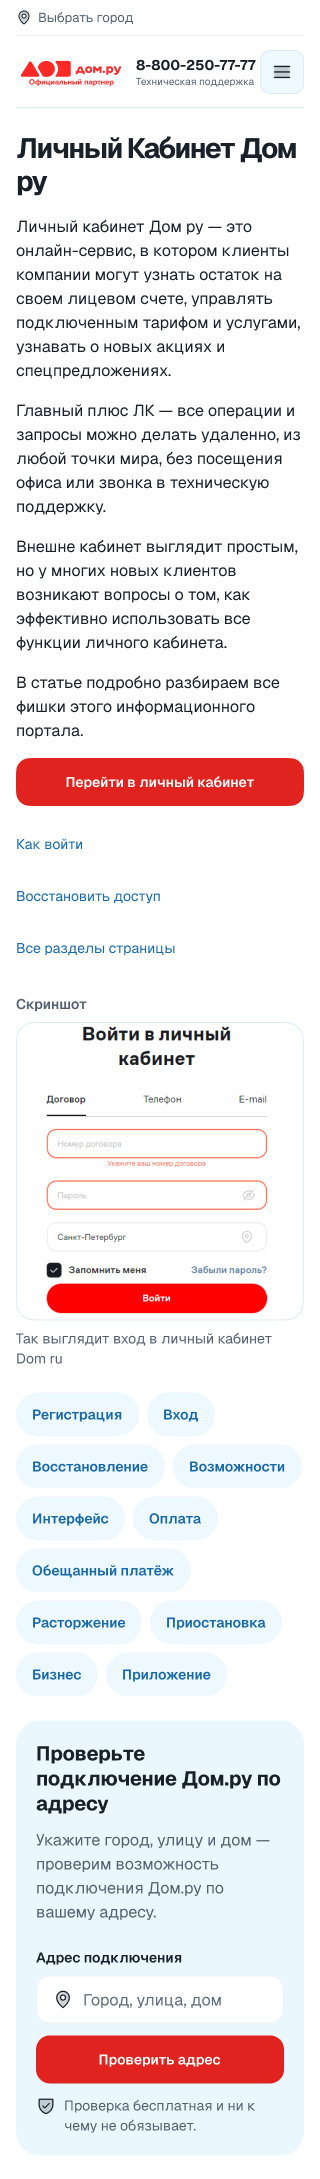 Выбрать город
дом.ру
Официальный партнер
8-800-250-77-77
Техническая поддержка
Личный Кабинет Дом
ру
Личный кабинет Дом ру — это
онлайн-сервис, в котором клиенты
компании могут узнать остаток на
своем лицевом счете, управлять
подключенным тарифом и услугами,
узнавать о новых акциях и
спецпредложениях.
Главный плюс ЛК — все операции и
запросы можно делать удаленно, из
любой точки мира, без посещения
офиса или звонка в техническую
поддержку.
Внешне кабинет выглядит простым,
но у многих новых клиентов
возникают вопросы о том, как
эффективно использовать все
функции личного кабинета.
В статье подробно разбираем все
фишки этого информационного
портала.
Перейти в личный кабинет
Как войти
Восстановить доступ
Все разделы страницы
Скриншот
Войти в личный
кабинет
Договор Телефон E-mail
Номер договора
Укажите ваш номер договора
Пароль
Санкт-Петербург
Запомнить меня Забыли пароль?
Войти
Так выглядит вход в личный кабинет
Dom ru
Регистрация Вход
Восстановление Возможности
Интерфейс Оплата
Обещанный платёж
Расторжение Приостановка
Бизнес Приложение
Проверьте
подключение Дом.ру по
адресу
Укажите город, улицу и дом —
проверим возможность
подключения Дом.ру по
вашему адресу.
Адрес подключения
Город, улица, дом
Проверить адрес
Проверка бесплатная и ни к
чему не обязывает.